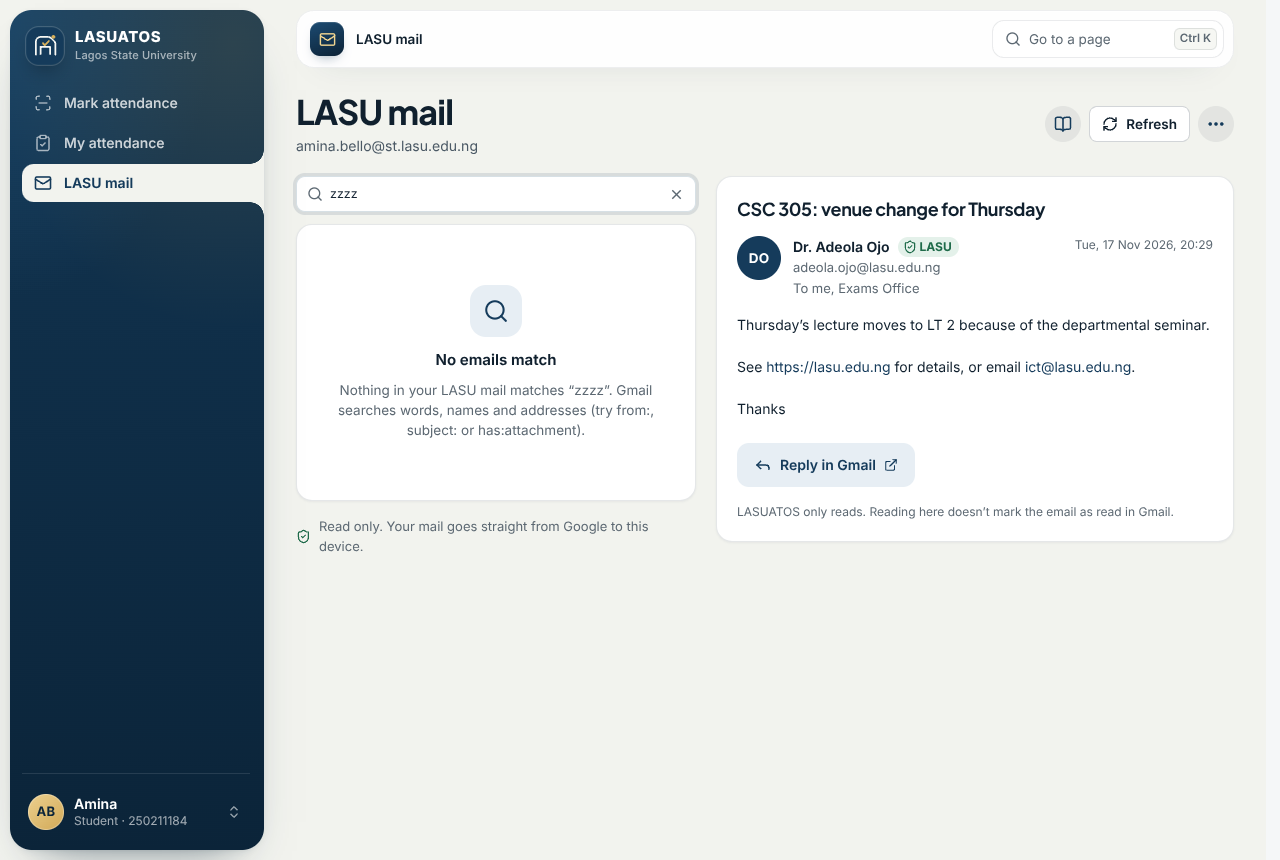 LASUATOS
Lagos State University
Mark attendance
My attendance
LASU mail
Amina
AB
Student · 250211184
LASU mail
Go to a page
Ctrl K
LASU mail
amina.bello@st.lasu.edu.ng
Refresh
zzzz
No emails match
Nothing in your LASU mail matches “zzzz”. Gmail
searches words, names and addresses (try from:,
subject: or has:attachment).
Read only. Your mail goes straight from Google to this
device.
CSC 305: venue change for Thursday
DO
Dr. Adeola Ojo
LASU
Tue, 17 Nov 2026, 20:29
adeola.ojo@lasu.edu.ng
To me, Exams Office
Thursday’s lecture moves to LT 2 because of the departmental seminar.
See https://lasu.edu.ng for details, or email ict@lasu.edu.ng.
Thanks
Reply in Gmail
LASUATOS only reads. Reading here doesn’t mark the email as read in Gmail.